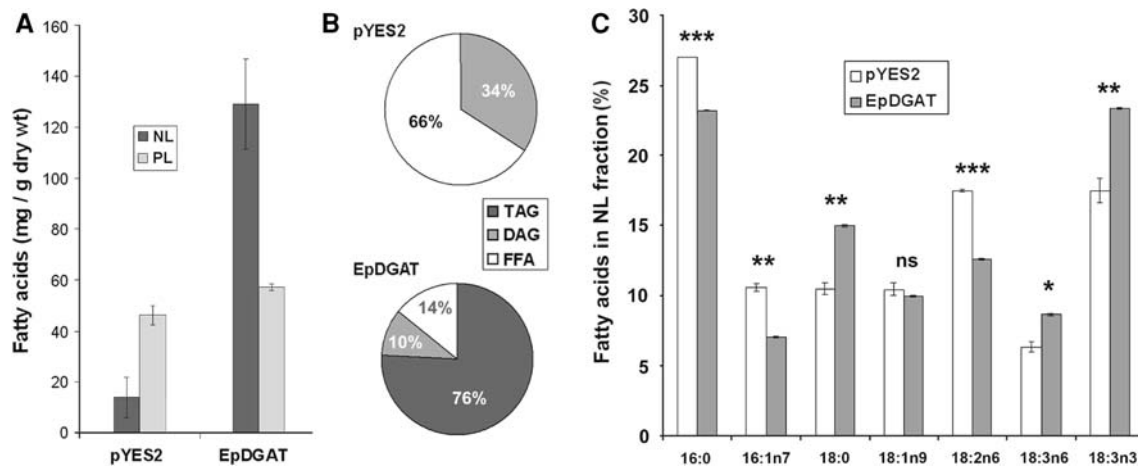 A
Fatty acids (mg / g dry wt)
160
140
120
100
80
60
40
20
0
NL
PL
pYES2
EpDGAT
B
pYES2
34%
66%
TAG
DAG
FFA
EpDGAT
14%
10%
76%
C
Fatty acids in NL fraction (%)
30
25
20
15
10
5
0
pYES2
EpDGAT
***
**
**
ns
***
*
**
16:0
16:1n7
18:0
18:1n9
18:2n6
18:3n6
18:3n3